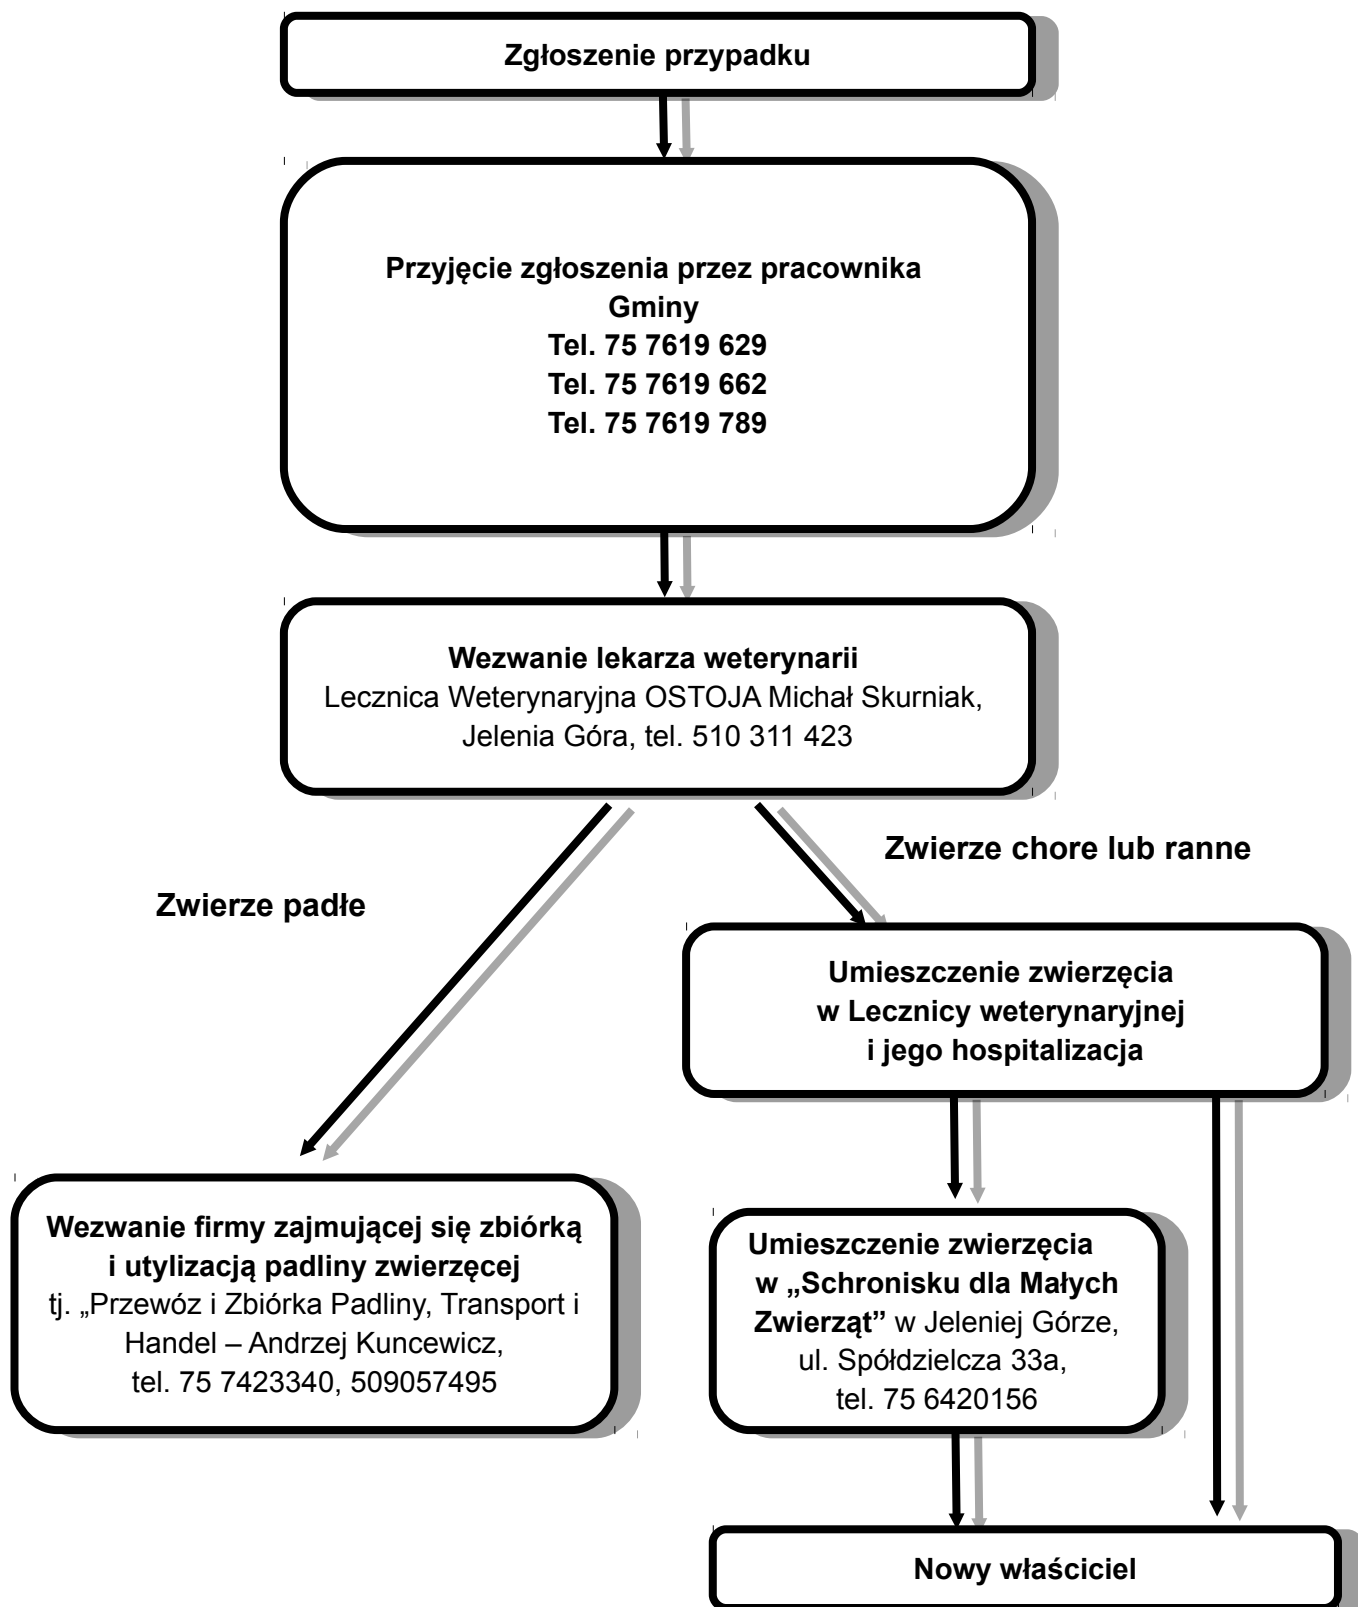 Zgłoszenie przypadku
Przyjęcie zgłoszenia przez pracownika
Gminy
Tel. 75 7619 629
Tel. 75 7619 662
Tel. 75 7619 789
Wezwanie lekarza weterynarii
Lecznica Weterynaryjna OSTOJA Michał Skurniak,
Jelenia Góra, tel. 510 311 423
Zwierze chore lub ranne
Zwierze padłe
Umieszczenie zwierzęcia
w Lecznicy weterynaryjnej
i jego hospitalizacja
Wezwanie firmy zajmującej się zbiórką
i utylizacją padliny zwierzęcej
tj. „Przewóz i Zbiórka Padliny, Transport i
Handel – Andrzej Kuncewicz,
tel. 75 7423340, 509057495
Umieszczenie zwierzęcia
w „Schronisku dla Małych
Zwierząt” w Jeleniej Górze,
ul. Spółdzielcza 33a,
tel. 75 6420156
Nowy właściciel